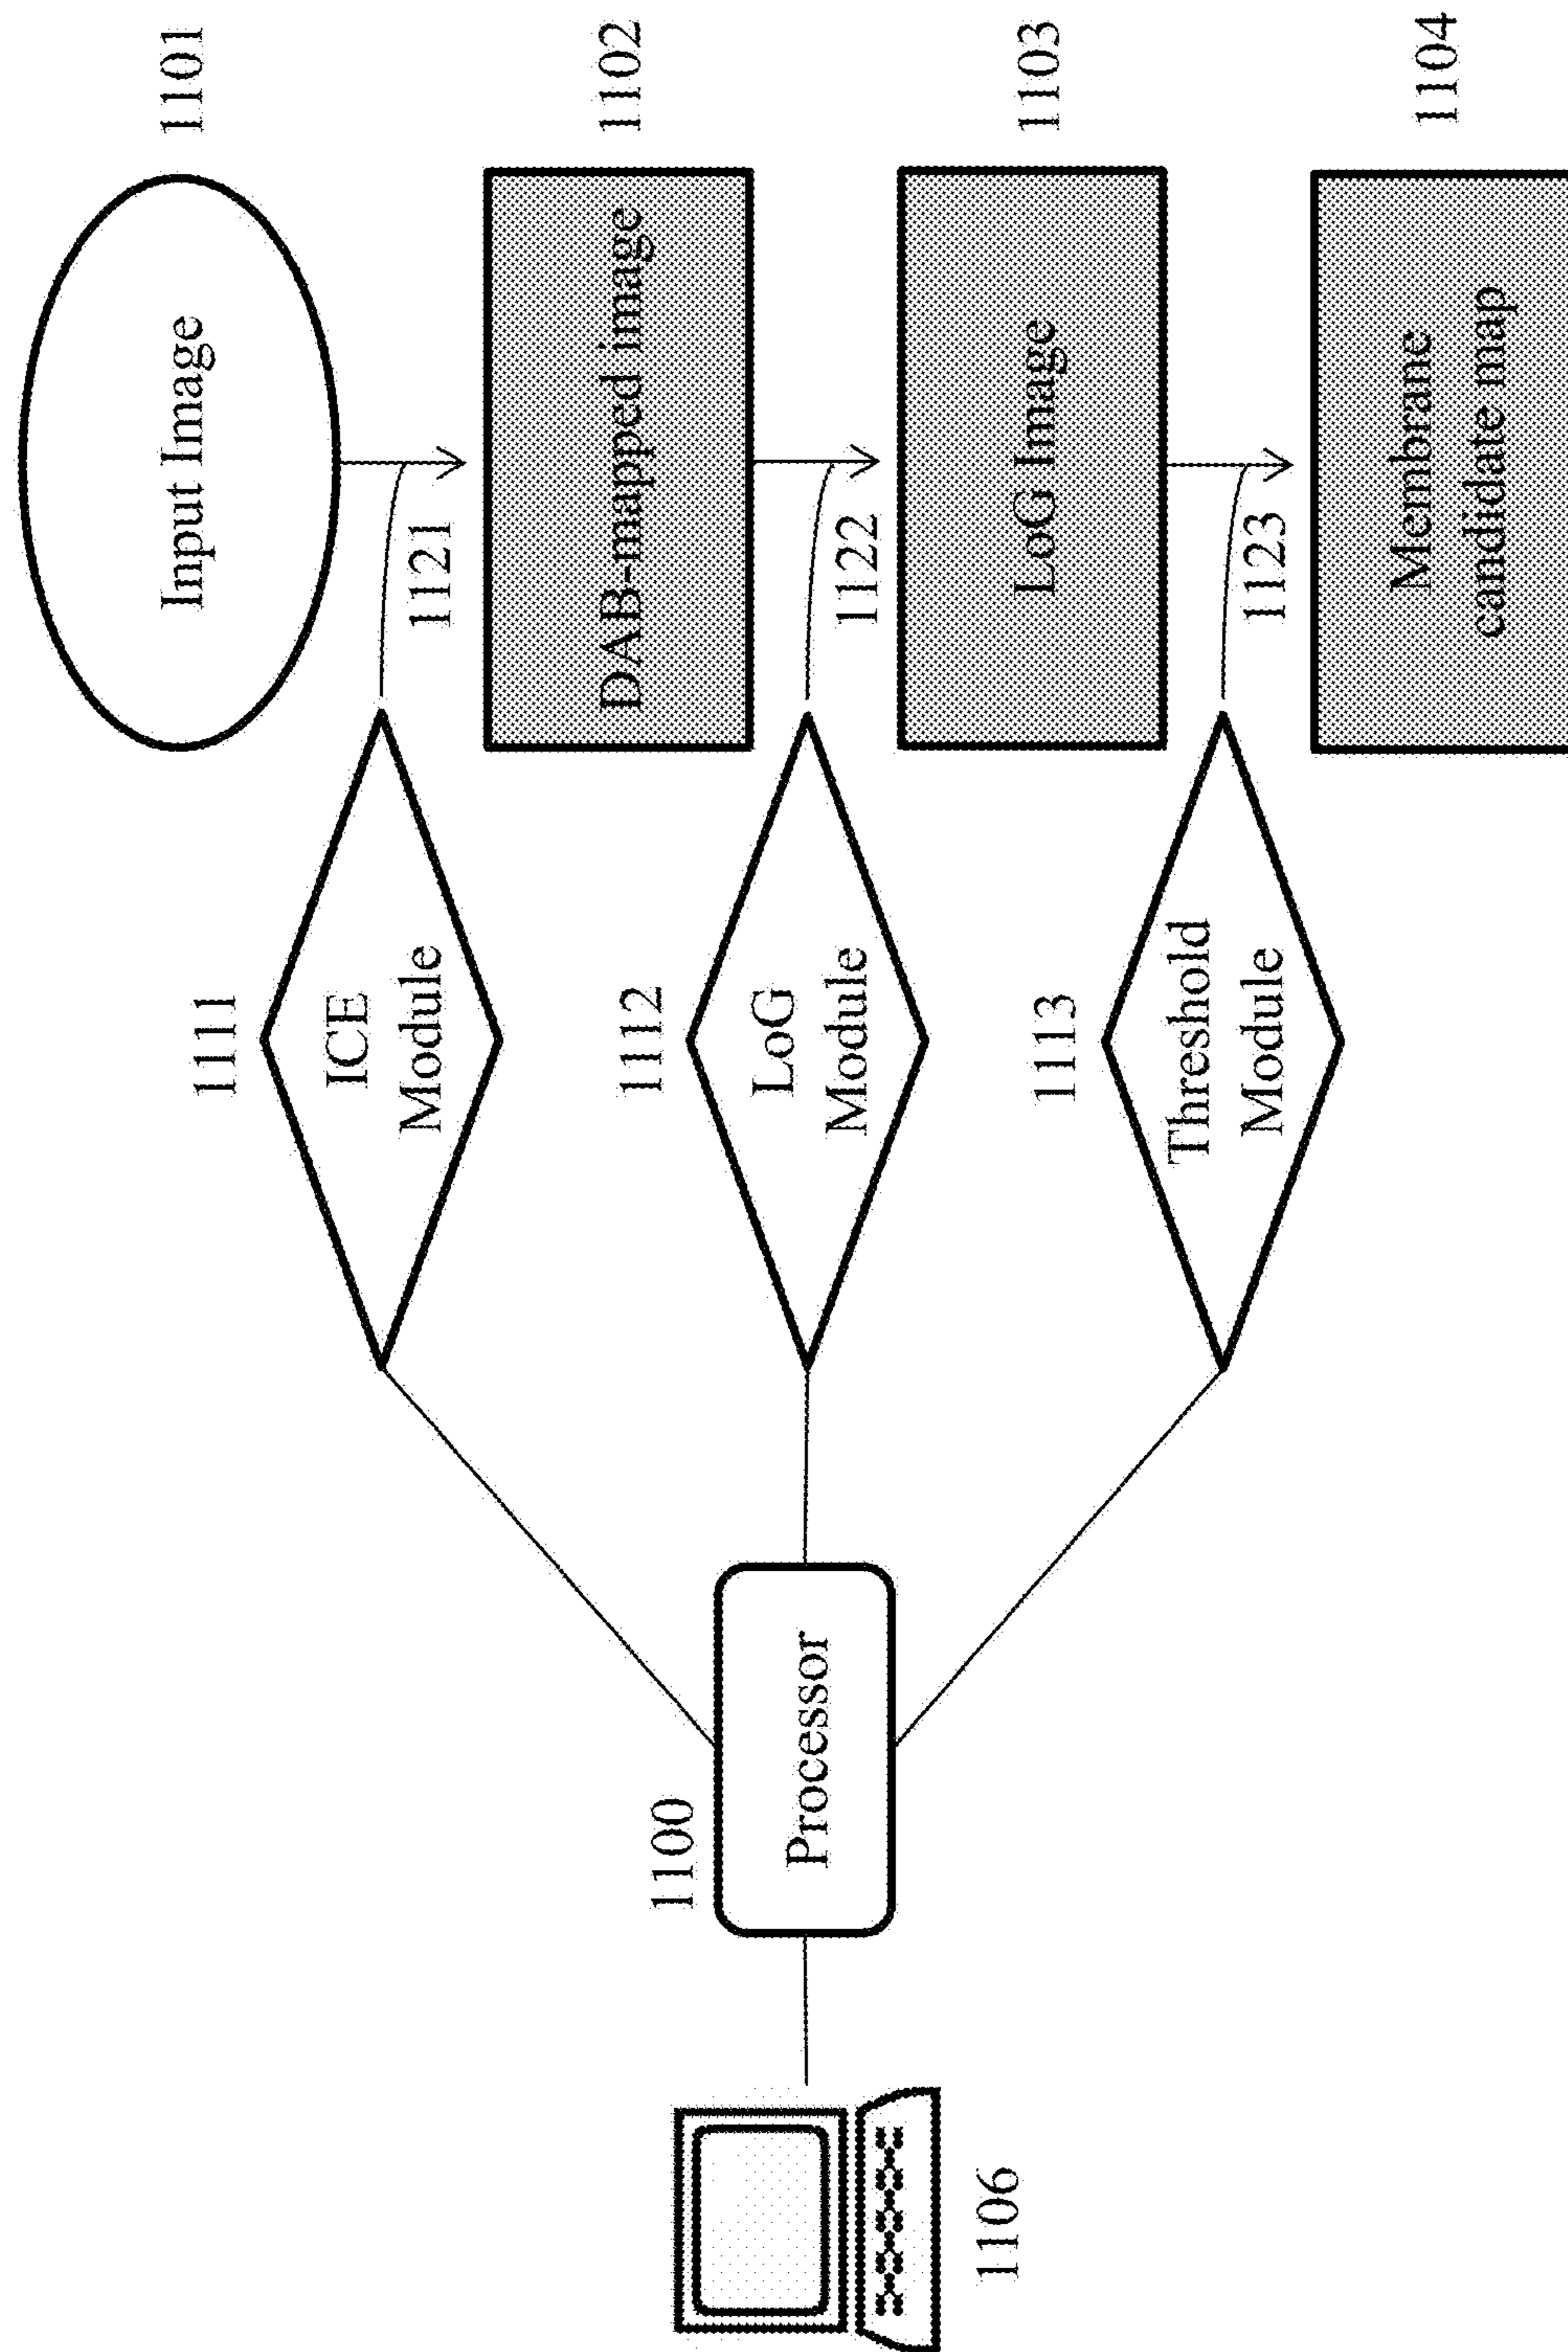 1101
Input Image
1111
ICE
Module
1121
1102
DAB-mapped image
1100
Processor
1112
LoG
Module
1122
1103
LoG Image
1106
1113
Threshold
Module
1123
1104
Membrane
candidate map